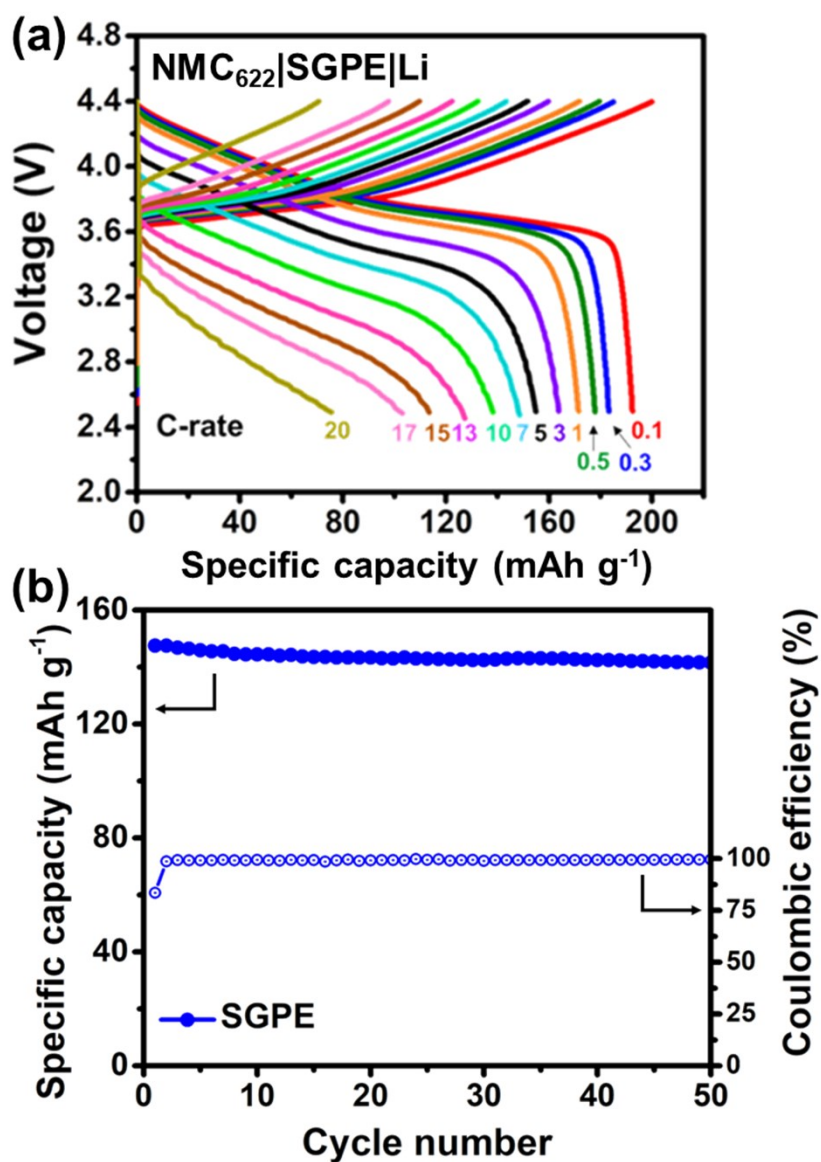 (a)
NMC₆₂₂|SGPE|Li
Voltage (V)
4.8
4.4
4.0
3.6
3.2
2.8
2.4
2.0
C-rate
20 17 15 13 10 7 5 3 1 0.1
0.5 0.3
0 40 80 120 160 200
Specific capacity (mAh g⁻¹)
(b)
Specific capacity (mAh g⁻¹)
160
120
80
40
0
SGPE
100
75
50
25
0
Coulombic efficiency (%)
0 10 20 30 40 50
Cycle number